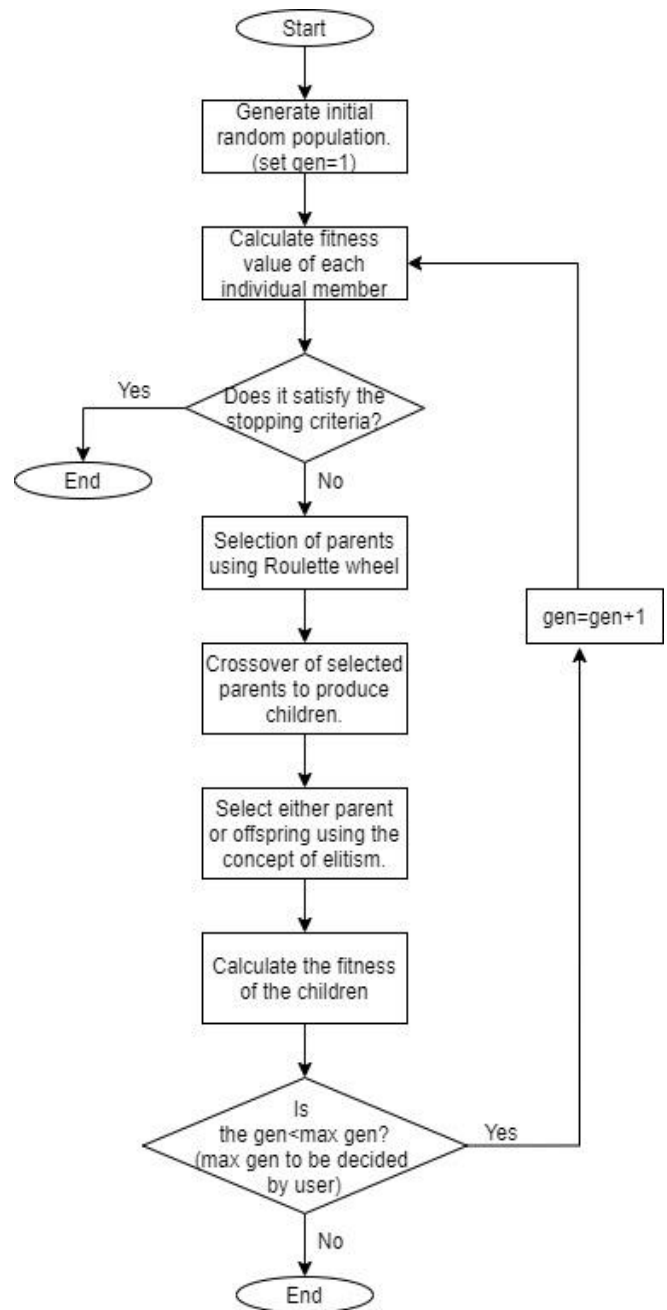 Start
Generate initial
random population.
(set gen=1)
Calculate fitness
value of each
individual member
Does it satisfy the
stopping criteria?
Yes
End
No
Selection of parents
using Roulette wheel
gen=gen+1
Crossover of selected
parents to produce
children.
Select either parent
or offspring using the
concept of elitism.
Calculate the fitness
of the children
Is
the gen<max gen?
(max gen to be decided
by user)
Yes
No
End